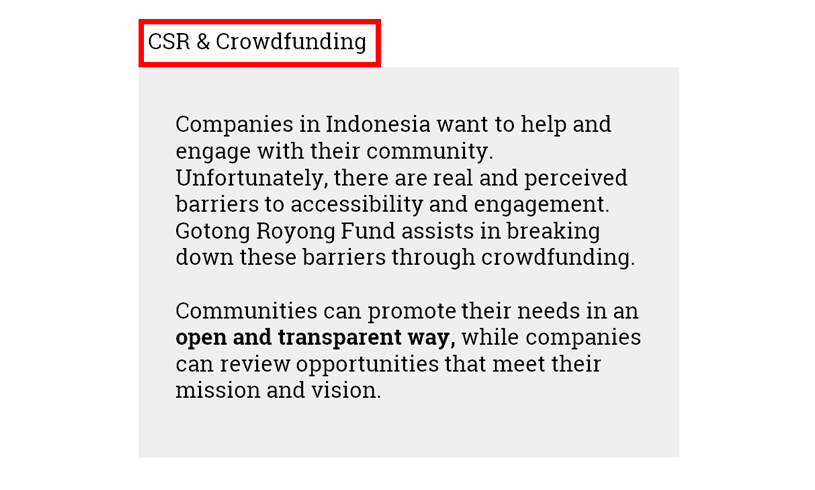 CSR & Crowdfunding
Companies in Indonesia want to help and
engage with their community.
Unfortunately, there are real and perceived
barriers to accessibility and engagement.
Gotong Royong Fund assists in breaking
down these barriers through crowdfunding.
Communities can promote their needs in an
open and transparent way, while companies
can review opportunities that meet their
mission and vision.